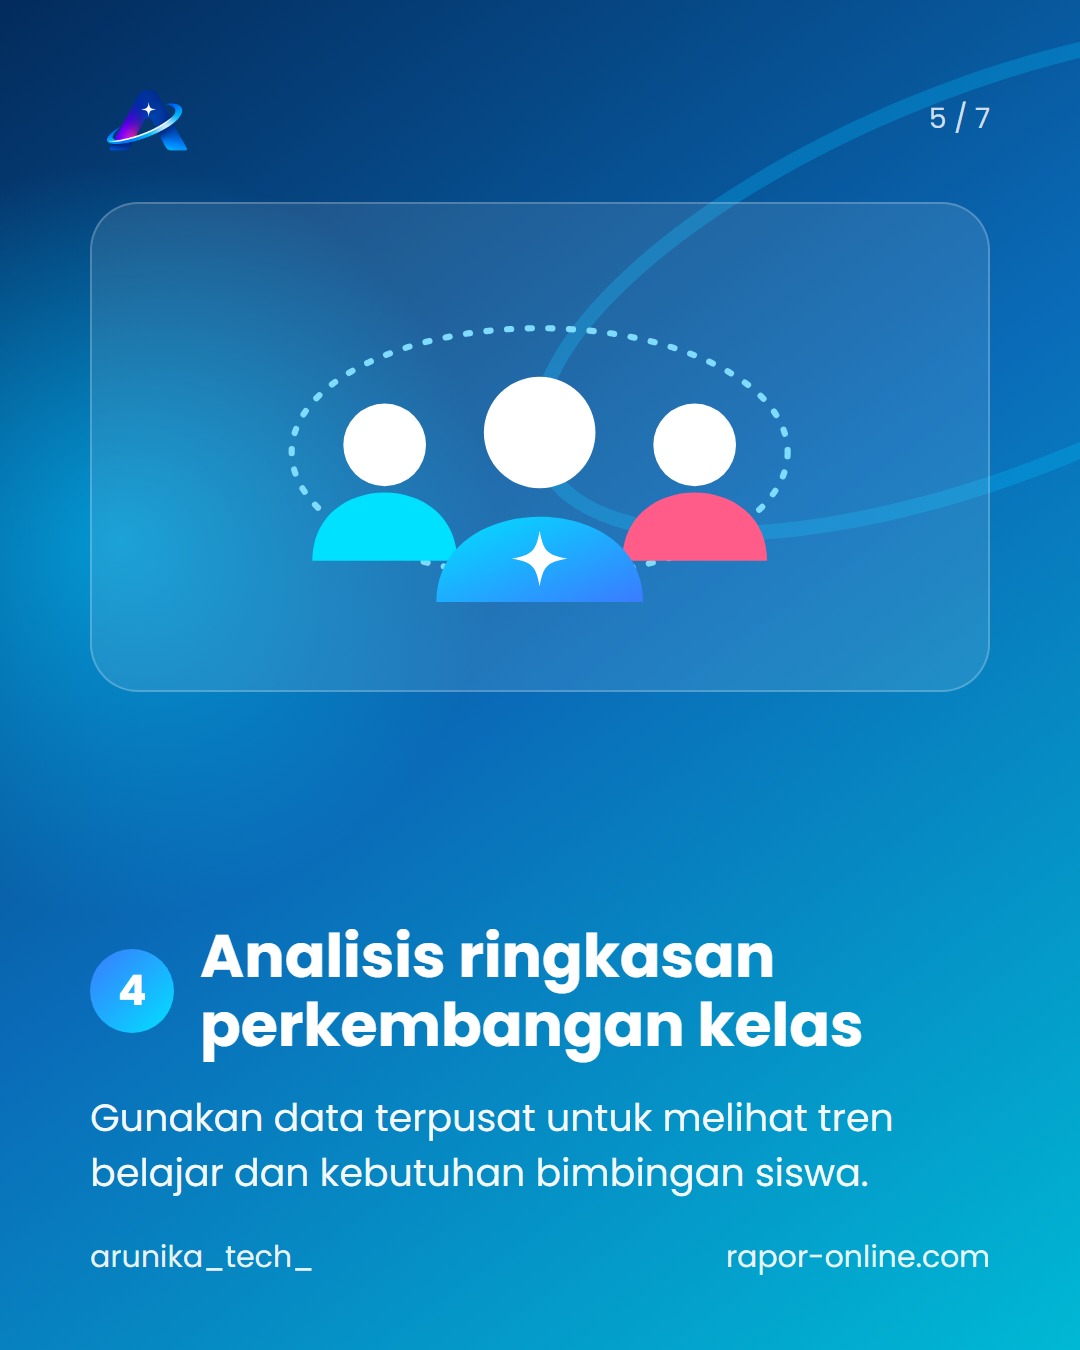 5 / 7
4
Analisis ringkasan
perkembangan kelas
Gunakan data terpusat untuk melihat tren
belajar dan kebutuhan bimbingan siswa.
arunika_tech_
rapor-online.com